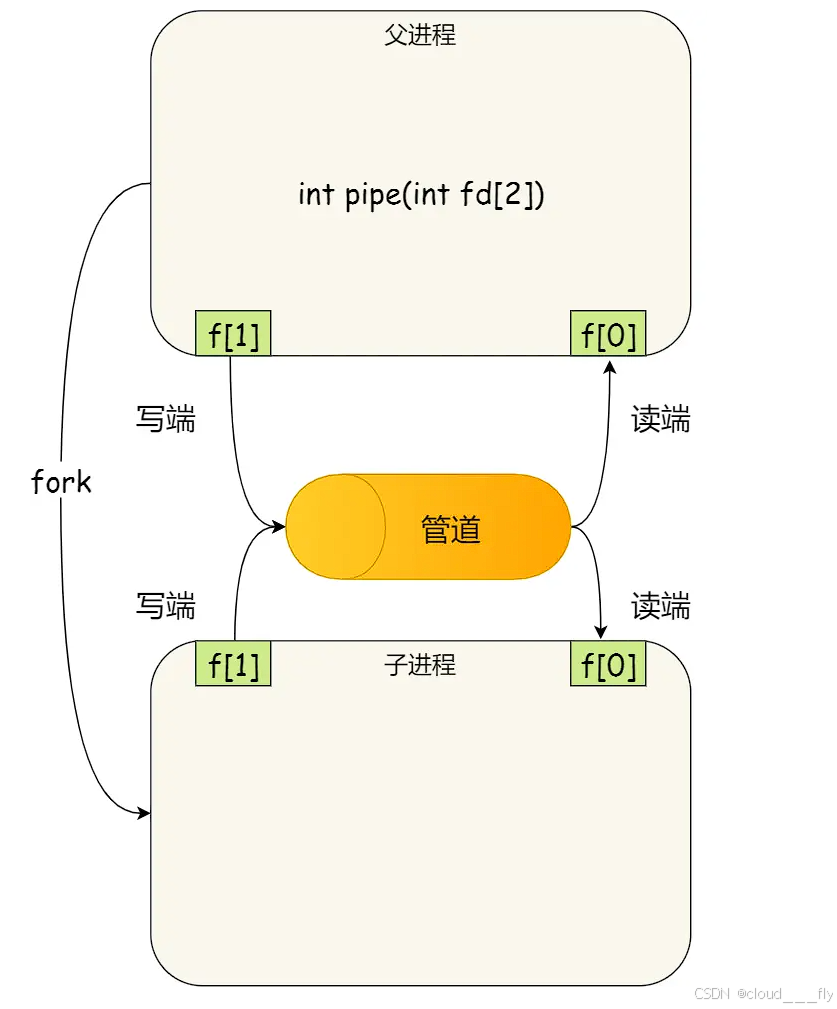 父进程
int pipe(int fd[2])
f[1]
f[0]
写端
读端
fork
管道
写端
读端
f[1]
子进程
f[0]
CSDN @cloud___fly